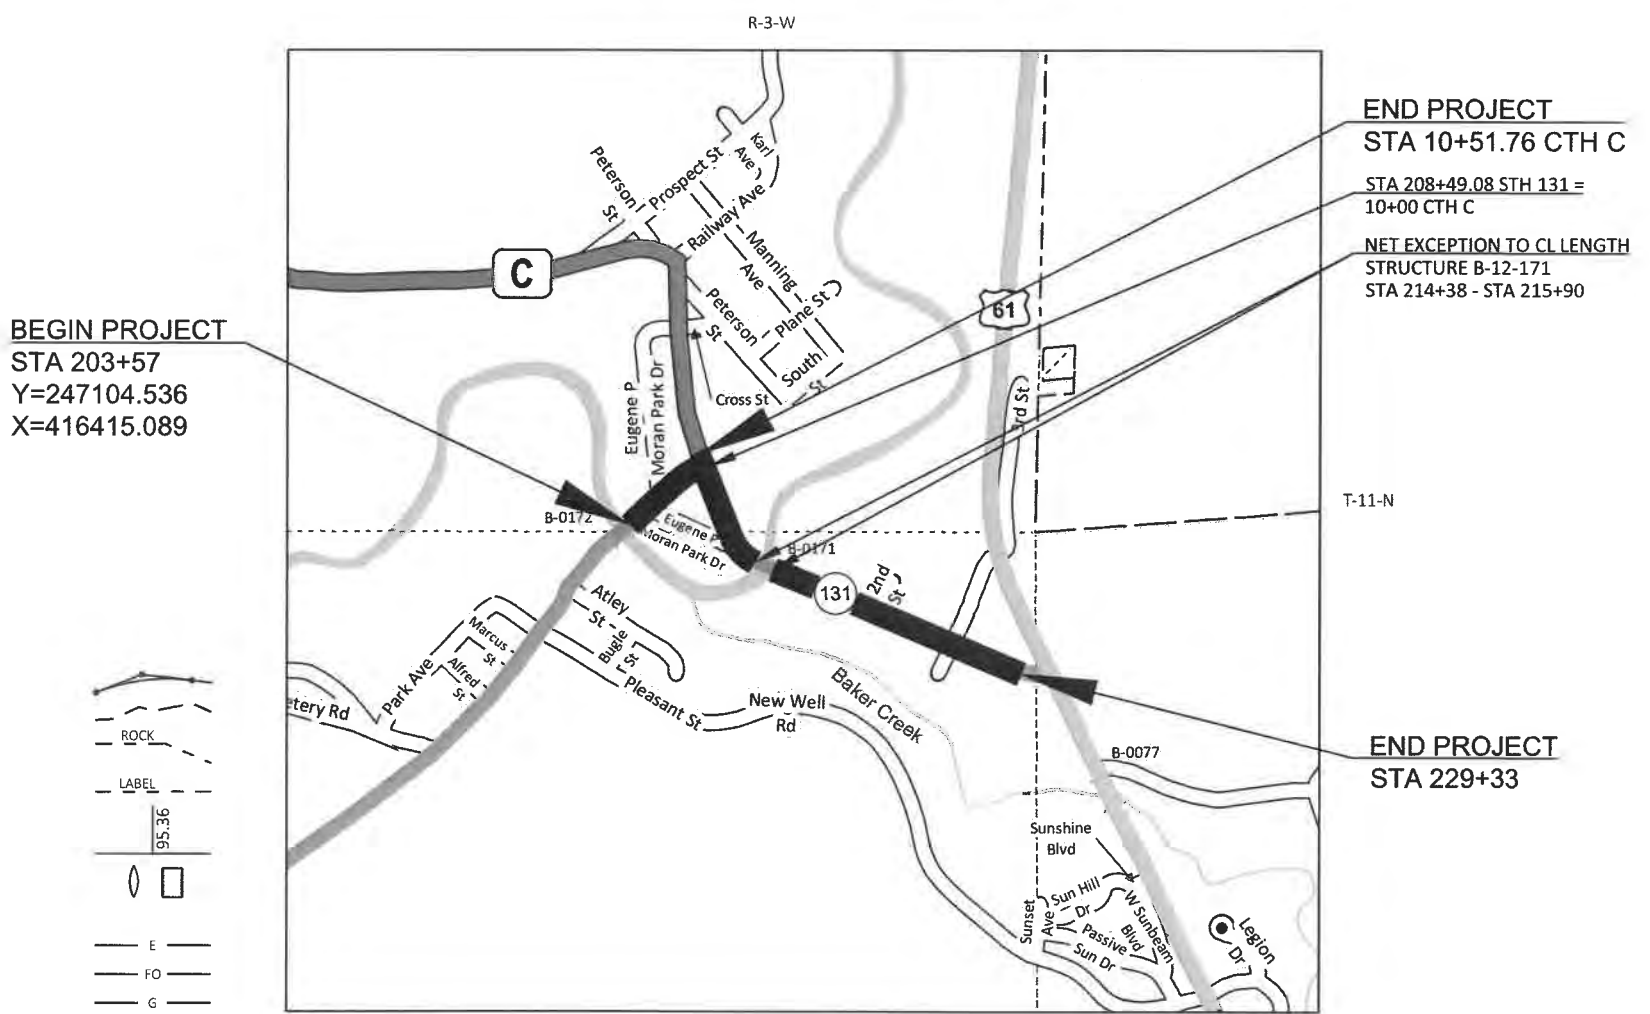 R-3-W
END PROJECT
STA 10+51.76 CTH C
STA 208+49.08 STH 131 =
10+00 CTH C
NET EXCEPTION TO CL LENGTH
STRUCTURE B-12-171
STA 214+38 - STA 215+90
BEGIN PROJECT
STA 203+57
Y=247104.536
X=416415.089
T-11-N
END PROJECT
STA 229+33
Karl
Ave
Prospect St
Peterson
St
Railway Ave
Manning
Ave
C
61
Peterson
St
Plane St
South
St
Cross St
Eugene P
Moran Park Dr
3rd St
B-0172
Eugene P
Moran Park Dr
B-0171
131
2nd
St
Atley
St
Bugle
St
Marcus
St
Alfred
St
Park Ave
Pleasant St
etery Rd
New Well
Rd
Baker Creek
B-0077
Sunshine
Blvd
Sun Hill
Dr
Sunset
Ave
W Sunbeam
Blvd
Passive
Sun Dr
Legion
Dr
ROCK
LABEL
95.36
E
FO
G